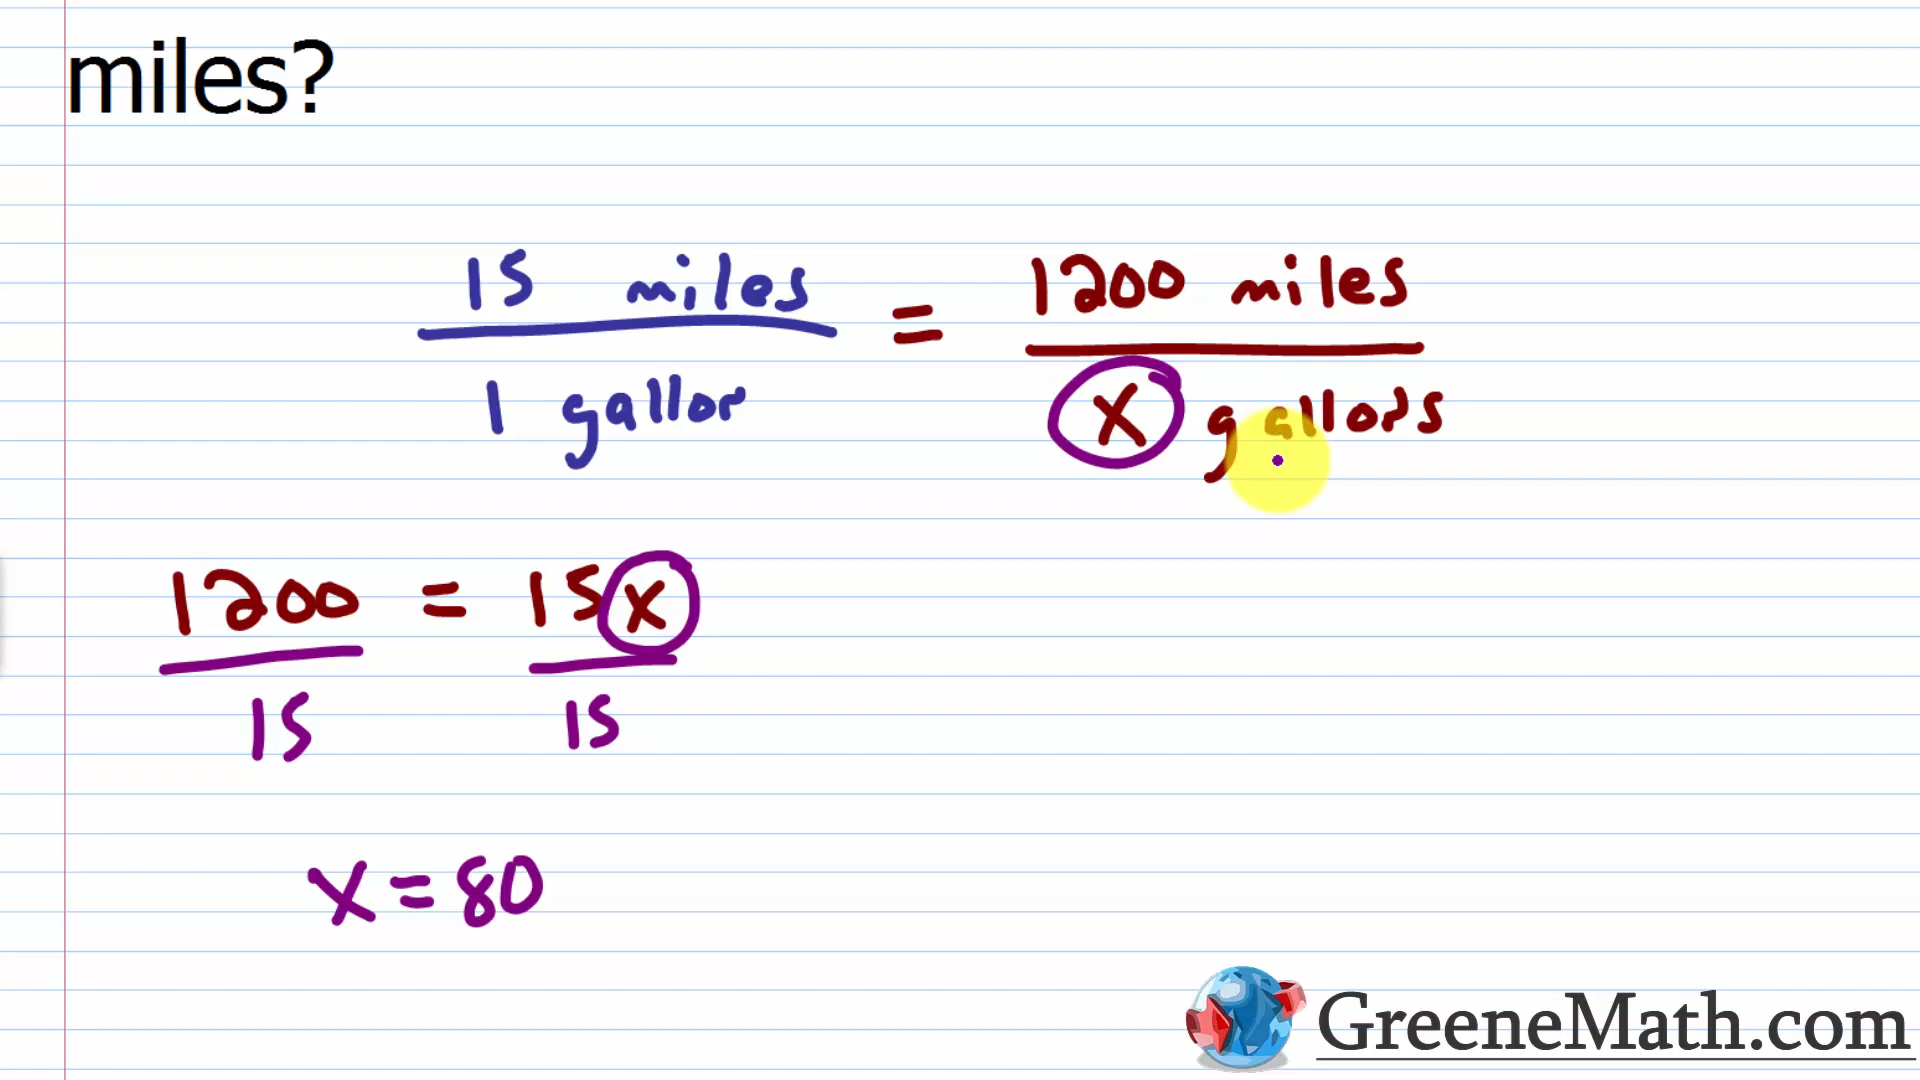 miles?
15 miles = 1200 miles
1 gallon x gallons
1200 = 15x
15 15
x = 80
GreeneMath.com